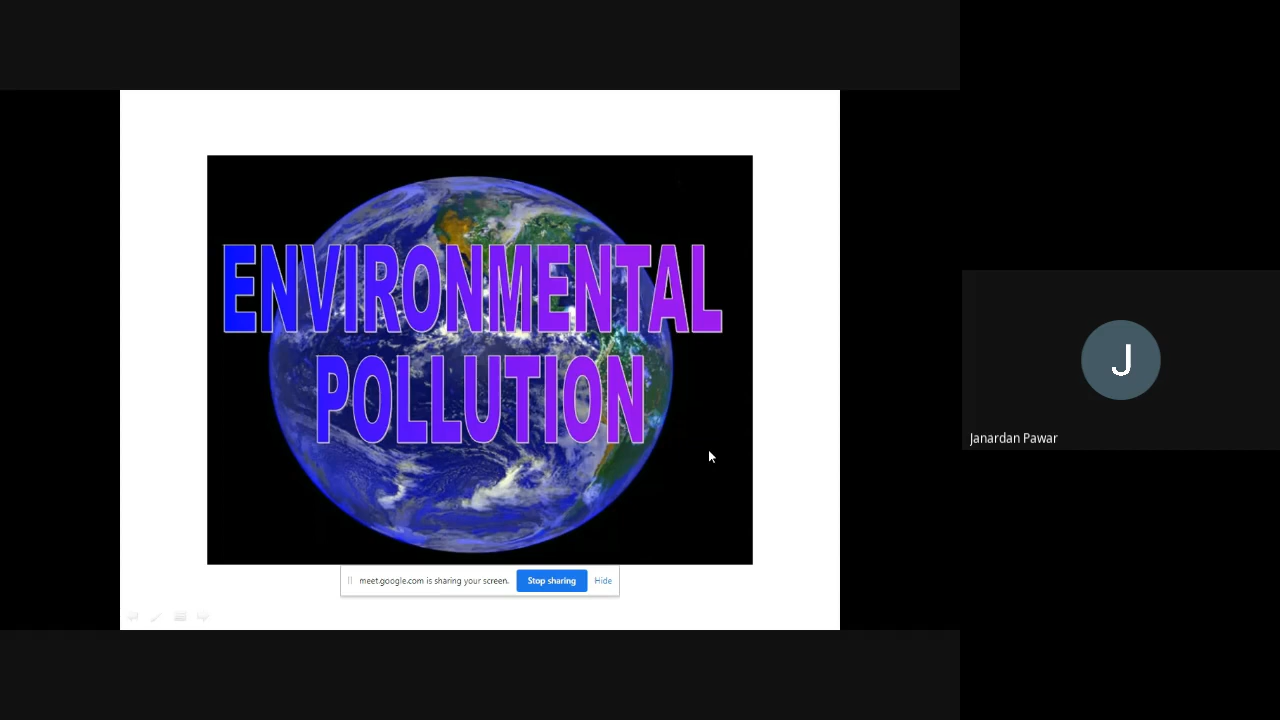 ENVIRONMENTAL
POLLUTION
meet.google.com is sharing your screen.
Stop sharing
Hide
J
Janardan Pawar